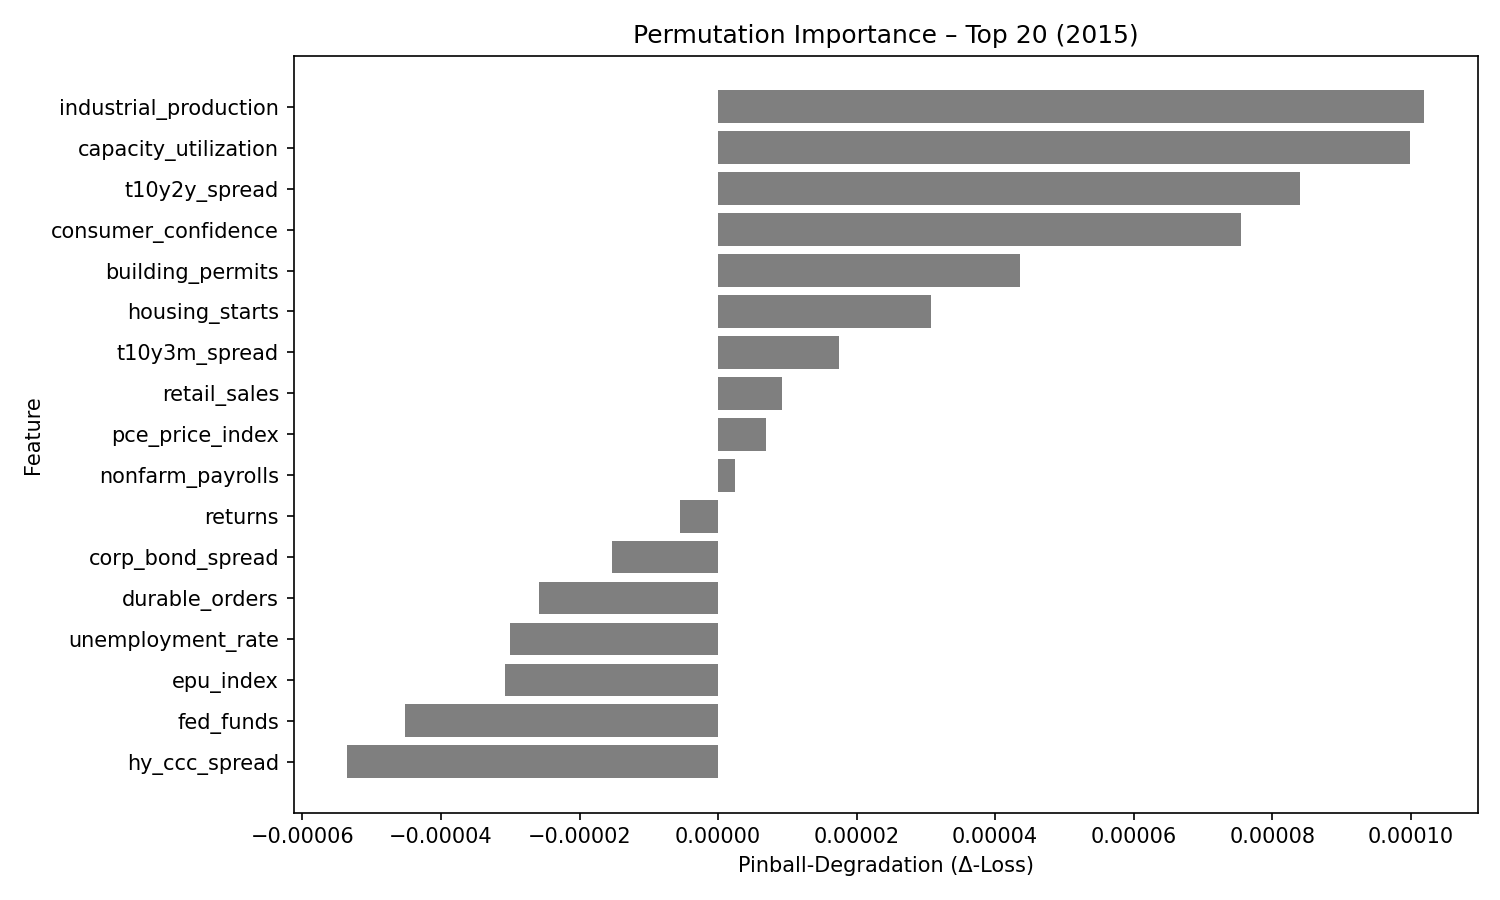 Permutation Importance – Top 20 (2015)
industrial_production
capacity_utilization
t10y2y_spread
consumer_confidence
building_permits
housing_starts
t10y3m_spread
retail_sales
pce_price_index
nonfarm_payrolls
returns
corp_bond_spread
durable_orders
unemployment_rate
epu_index
fed_funds
hy_ccc_spread
Feature
−0.00006 −0.00004 −0.00002 0.00000 0.00002 0.00004 0.00006 0.00008 0.00010
Pinball-Degradation (Δ-Loss)